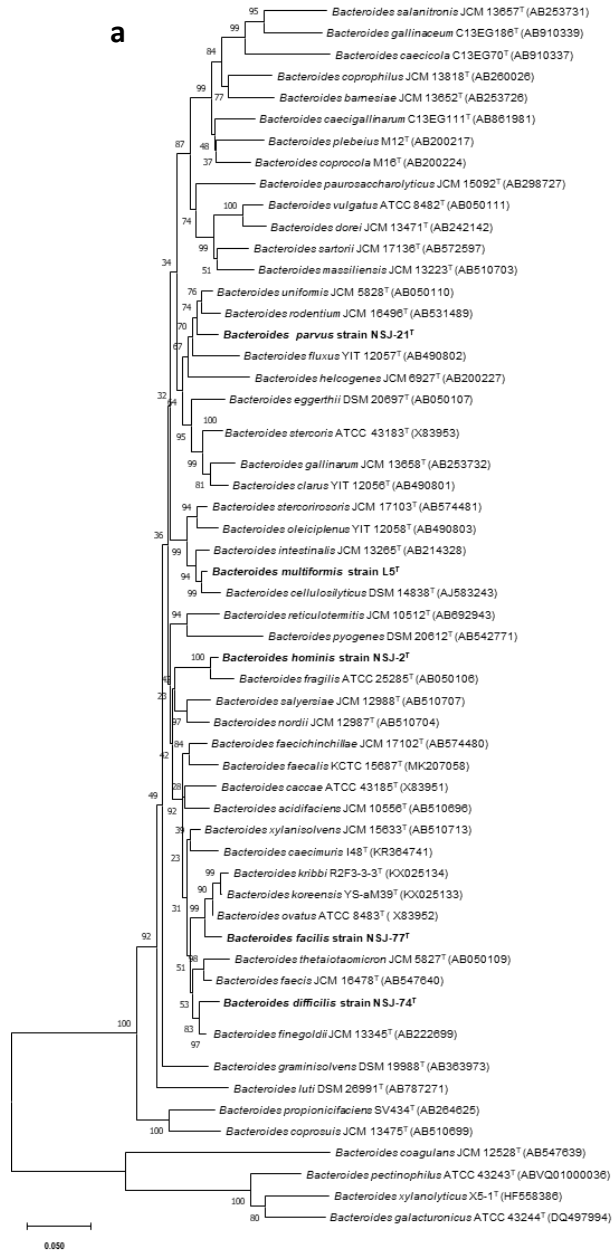 a
Bacteroides salanitronis JCM 13657ᵀ (AB253731)
95
Bacteroides gallinaceum C13EG186ᵀ (AB910339)
99
84
Bacteroides caecicola C13EG70ᵀ (AB910337)
Bacteroides coprophilus JCM 13818ᵀ (AB260026)
99
77
Bacteroides barnesiae JCM 13652ᵀ (AB253726)
Bacteroides caecigallinarum C13EG111ᵀ (AB861981)
87
48
Bacteroides plebeius M12ᵀ (AB200217)
37
Bacteroides coprocola M16ᵀ (AB200224)
Bacteroides paurosaccharolyticus JCM 15092ᵀ (AB298727)
100
Bacteroides vulgatus ATCC 8482ᵀ (AB050111)
74
Bacteroides dorei JCM 13471ᵀ (AB242142)
99
Bacteroides sartorii JCM 17136ᵀ (AB572597)
34
51
Bacteroides massiliensis JCM 13223ᵀ (AB510703)
76
Bacteroides uniformis JCM 5828ᵀ (AB050110)
74
Bacteroides rodentium JCM 16496ᵀ (AB531489)
70
Bacteroides parvus strain NSJ-21ᵀ
67
Bacteroides fluxus YIT 12057ᵀ (AB490802)
Bacteroides helcogenes JCM 6927ᵀ (AB200227)
32
Bacteroides eggerthii DSM 20697ᵀ (AB050107)
100
Bacteroides stercoris ATCC 43183ᵀ (X83953)
95
99
Bacteroides gallinarum JCM 13658ᵀ (AB253732)
81
Bacteroides clarus YIT 12056ᵀ (AB490801)
94
Bacteroides stercorirosoris JCM 17103ᵀ (AB574481)
Bacteroides oleiciplenus YIT 12058ᵀ (AB490803)
36
99
Bacteroides intestinalis JCM 13265ᵀ (AB214328)
94
Bacteroides multiformis strain L5ᵀ
99
Bacteroides cellulosilyticus DSM 14838ᵀ (AJ583243)
94
Bacteroides reticulotermitis JCM 10512ᵀ (AB692943)
Bacteroides pyogenes DSM 20612ᵀ (AB542771)
100
Bacteroides hominis strain NSJ-2ᵀ
Bacteroides fragilis ATCC 25285ᵀ (AB050106)
23
Bacteroides salyersiae JCM 12988ᵀ (AB510707)
97
Bacteroides nordii JCM 12987ᵀ (AB510704)
84
Bacteroides faecichinchillae JCM 17102ᵀ (AB574480)
42
Bacteroides faecalis KCTC 15687ᵀ (MK207058)
28
Bacteroides caccae ATCC 43185ᵀ (X83951)
49
92
Bacteroides acidifaciens JCM 10556ᵀ (AB510696)
39
Bacteroides xylanisolvens JCM 15633ᵀ (AB510713)
23
Bacteroides caecimuris I48ᵀ (KR364741)
99
Bacteroides kribbi R2F3-3-3ᵀ (KX025134)
90
Bacteroides koreensis YS-aM39ᵀ (KX025133)
31
99
Bacteroides ovatus ATCC 8483ᵀ ( X83952)
Bacteroides facilis strain NSJ-77ᵀ
92
98
Bacteroides thetaiotaomicron JCM 5827ᵀ (AB050109)
51
Bacteroides faecis JCM 16478ᵀ (AB547640)
53
Bacteroides difficilis strain NSJ-74ᵀ
83
Bacteroides finegoldii JCM 13345ᵀ (AB222699)
97
100
Bacteroides graminisolvens DSM 19988ᵀ (AB363973)
Bacteroides luti DSM 26991ᵀ (AB787271)
Bacteroides propionicifaciens SV434ᵀ (AB264625)
100
Bacteroides coprosuis JCM 13475ᵀ (AB510699)
Bacteroides coagulans JCM 12528ᵀ (AB547639)
Bacteroides pectinophilus ATCC 43243ᵀ (ABVQ01000036)
100
Bacteroides xylanolyticus X5-1ᵀ (HF558386)
80
Bacteroides galacturonicus ATCC 43244ᵀ (DQ497994)
0.050